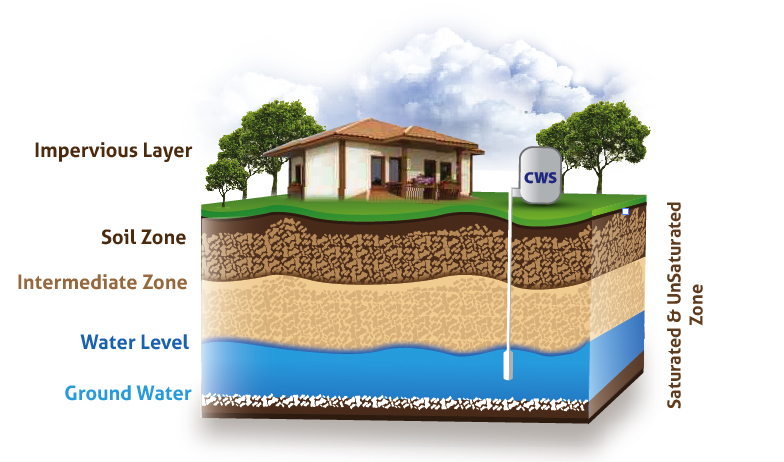 Impervious Layer
CWS
Soil Zone
Intermediate Zone
Water Level
Ground Water
Saturated & UnSaturated
Zone